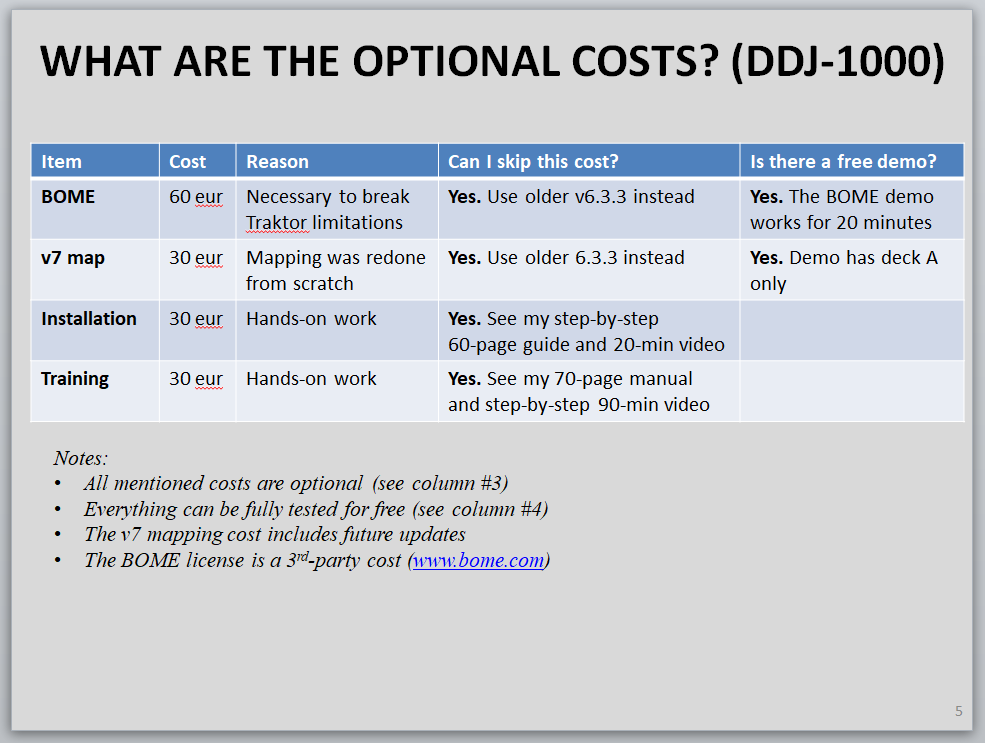 WHAT ARE THE OPTIONAL COSTS? (DDJ-1000)
Item Cost Reason Can I skip this cost? Is there a free demo?
BOME 60 eur Necessary to break Traktor limitations Yes. Use older v6.3.3 instead Yes. The BOME demo works for 20 minutes
v7 map 30 eur Mapping was redone from scratch Yes. Use older 6.3.3 instead Yes. Demo has deck A only
Installation 30 eur Hands-on work Yes. See my step-by-step 60-page guide and 20-min video
Training 30 eur Hands-on work Yes. See my 70-page manual and step-by-step 90-min video
Notes:
• All mentioned costs are optional (see column #3)
• Everything can be fully tested for free (see column #4)
• The v7 mapping cost includes future updates
• The BOME license is a 3rd-party cost (www.bome.com)
5